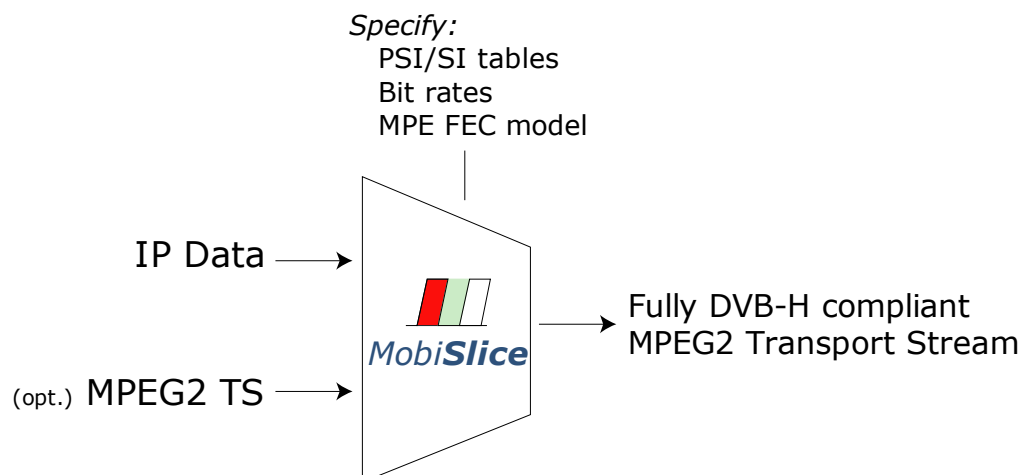 Specify:
PSI/SI tables
Bit rates
MPE FEC model
IP Data
MobiSlice
(opt.) MPEG2 TS
Fully DVB-H compliant
MPEG2 Transport Stream